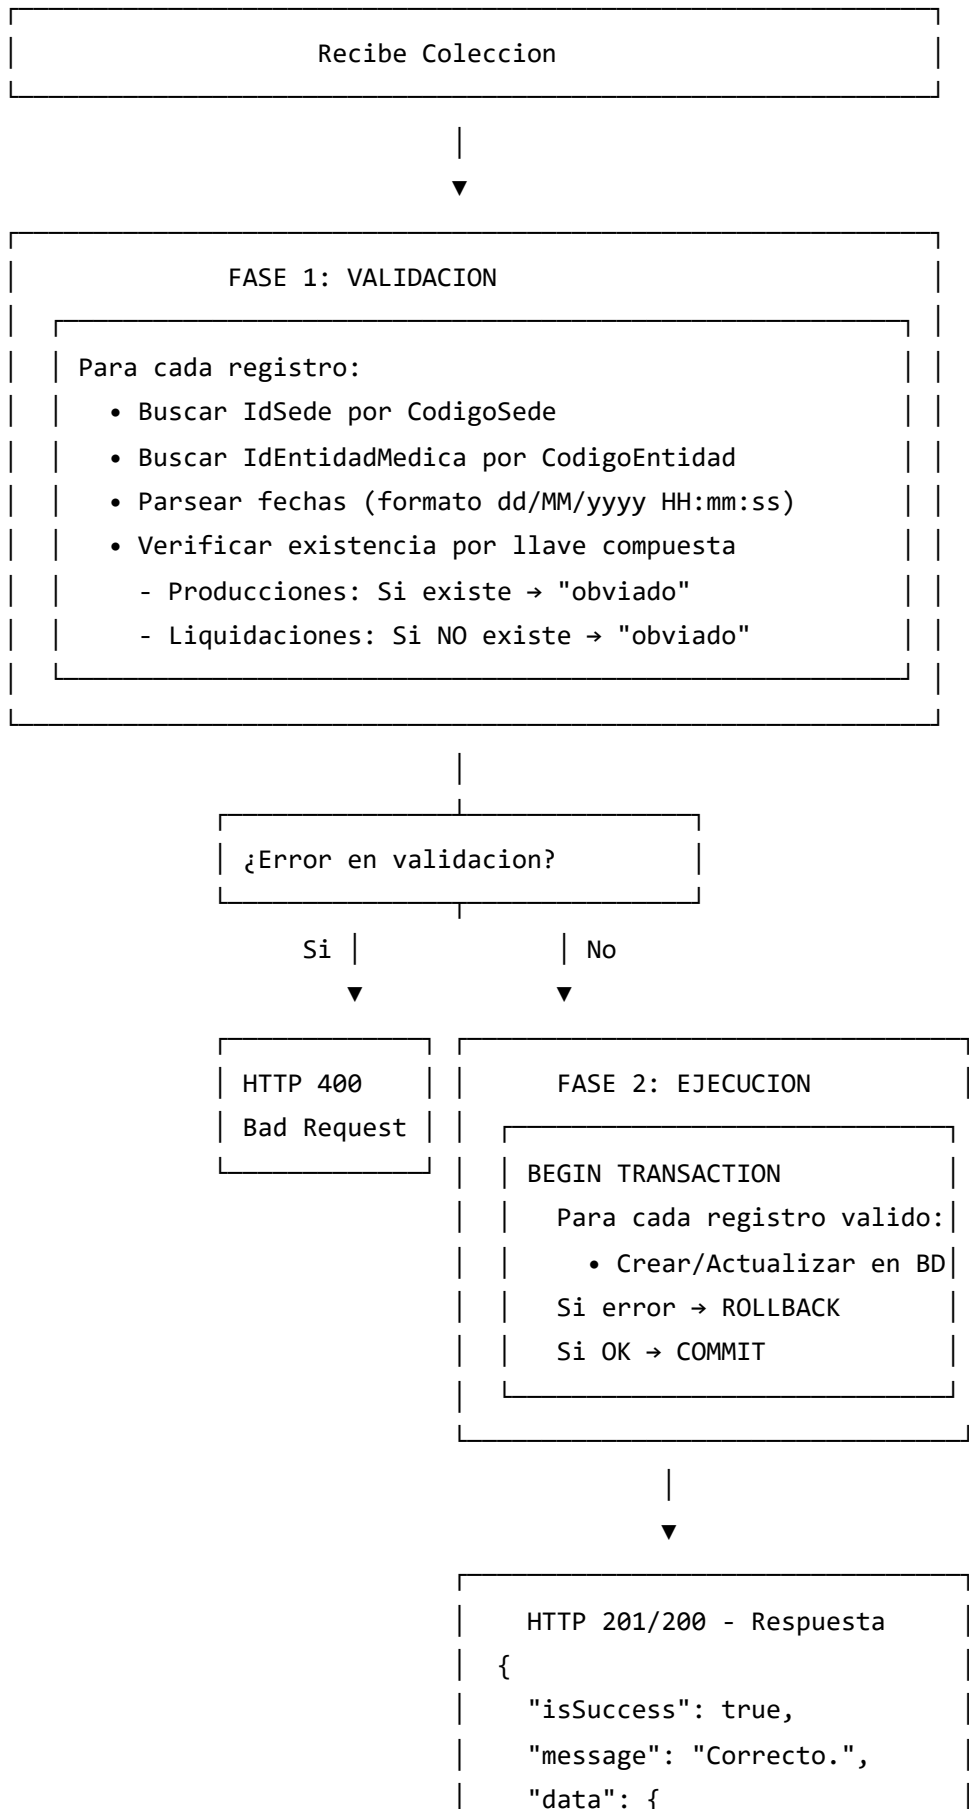 Recibe Coleccion
▼
FASE 1: VALIDACION
Para cada registro:
• Buscar IdSede por CodigoSede
• Buscar IdEntidadMedica por CodigoEntidad
• Parsear fechas (formato dd/MM/yyyy HH:mm:ss)
• Verificar existencia por llave compuesta
- Producciones: Si existe → "obviado"
- Liquidaciones: Si NO existe → "obviado"
¿Error en validacion?
Si No
▼ ▼
HTTP 400
Bad Request
FASE 2: EJECUCION
BEGIN TRANSACTION
Para cada registro valido:
• Crear/Actualizar en BD
Si error → ROLLBACK
Si OK → COMMIT
▼
HTTP 201/200 - Respuesta
{
"isSuccess": true,
"message": "Correcto.",
"data": {